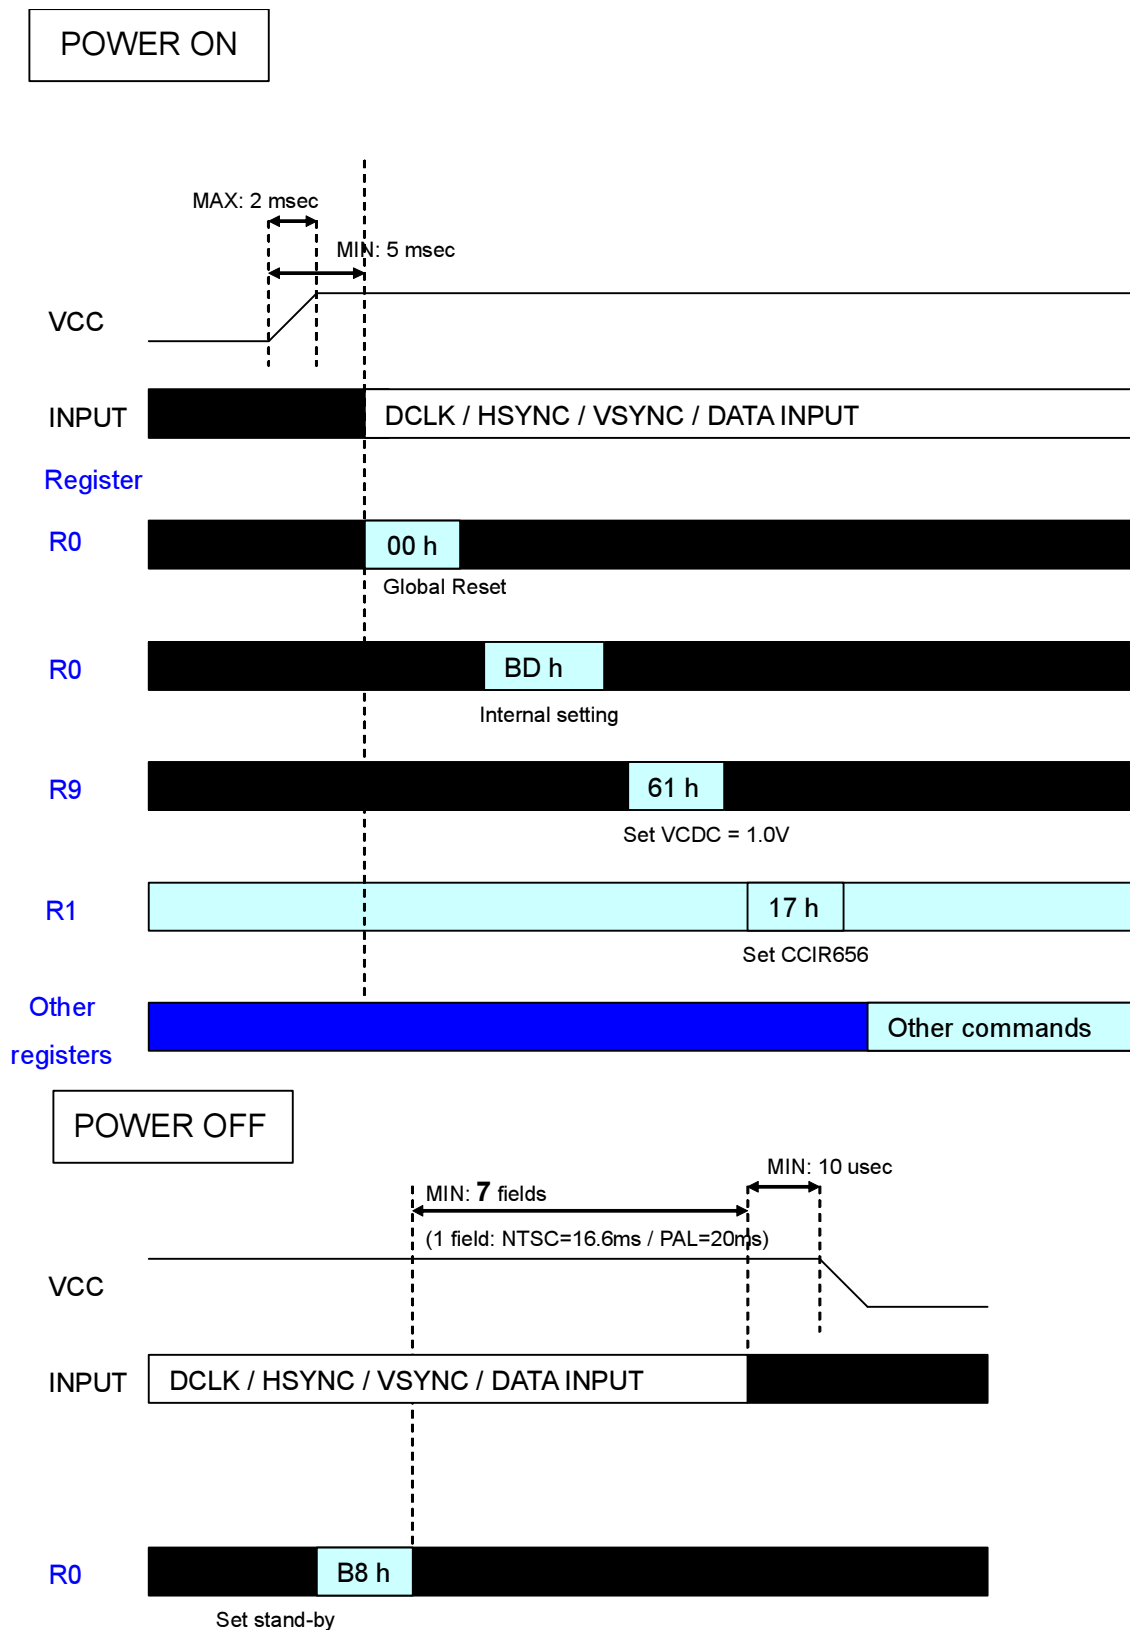 POWER ON
MAX: 2 msec
MIN: 5 msec
VCC
INPUT DCLK / HSYNC / VSYNC / DATA INPUT
Register
R0 00 h
Global Reset
R0 BD h
Internal setting
R9 61 h
Set VCDC = 1.0V
R1 17 h
Set CCIR656
Other
registers
Other commands
POWER OFF
MIN: 10 usec
MIN: 7 fields
(1 field: NTSC=16.6ms / PAL=20ms)
VCC
INPUT DCLK / HSYNC / VSYNC / DATA INPUT
R0 B8 h
Set stand-by